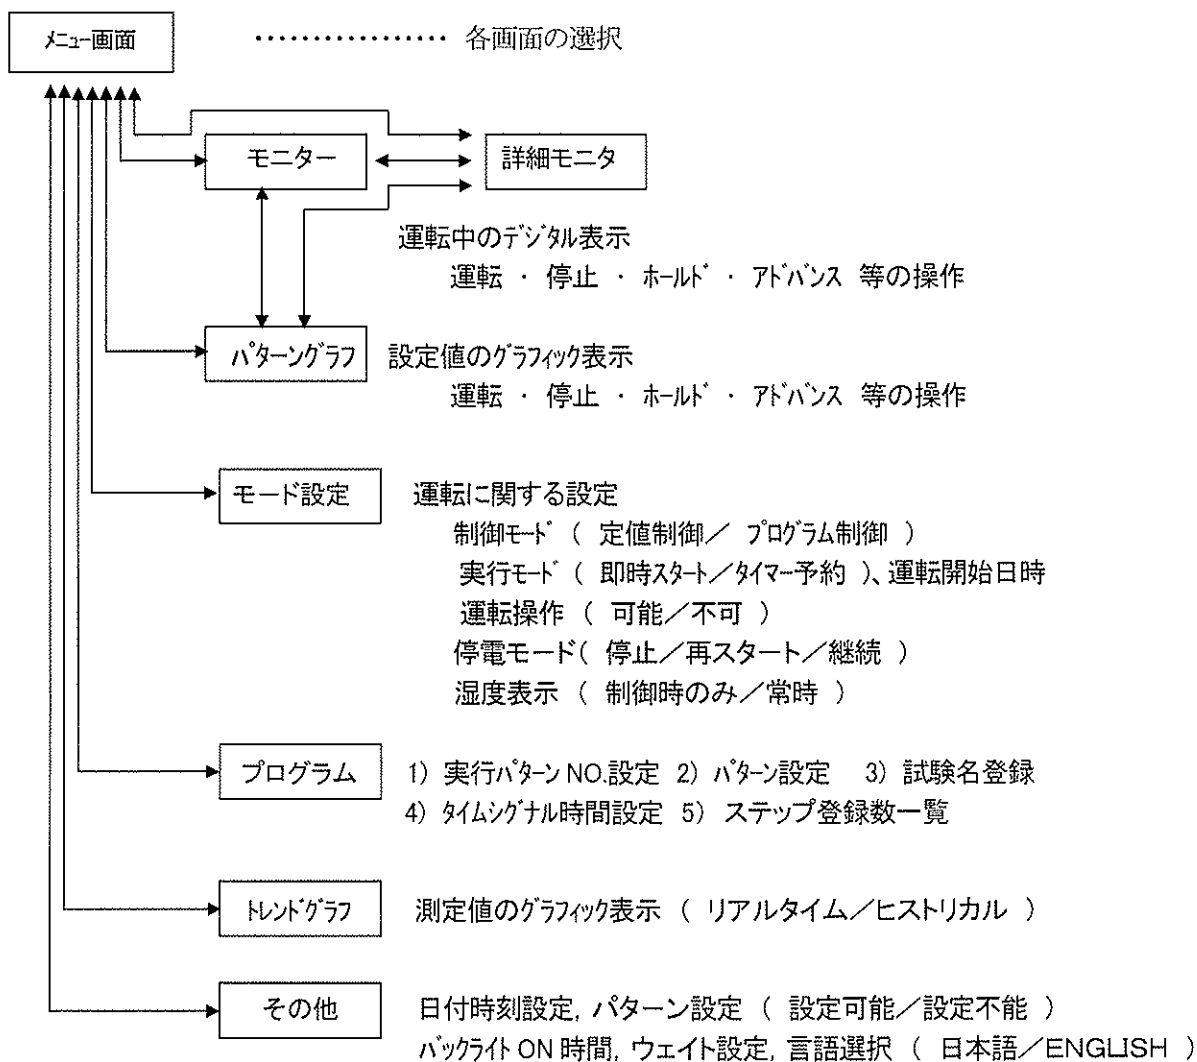 ﾒﾆｭｰ画面 ・・・・・・・・・・・・・・・・ 各画面の選択
モニター 詳細モニタ
運転中のﾃﾞｼﾞﾀﾙ表示
運転 ・ 停止 ・ ﾎｰﾙﾄﾞ ・ ｱﾄﾞﾊﾞﾝｽ 等の操作
ﾊﾟﾀｰﾝｸﾞﾗﾌ 設定値のｸﾞﾗﾌｨｯｸ表示
運転 ・ 停止 ・ ﾎｰﾙﾄﾞ ・ ｱﾄﾞﾊﾞﾝｽ 等の操作
モード設定 運転に関する設定
制御ﾓｰﾄﾞ （ 定値制御／ ﾌﾟﾛｸﾞﾗﾑ制御 ）
実行ﾓｰﾄﾞ（ 即時ｽﾀｰﾄ／ﾀｲﾏｰ予約 ）、運転開始日時
運転操作 （ 可能／不可 ）
停電モード（ 停止／再スタート／継続 ）
湿度表示 （ 制御時のみ／常時 ）
プログラム 1） 実行ﾊﾟﾀｰﾝ NO.設定 2） ﾊﾟﾀｰﾝ設定 3） 試験名登録
4） ﾀｲﾑｼｸﾞﾅﾙ時間設定 5） ステップ登録数一覧
ﾄﾚﾝﾄﾞｸﾞﾗﾌ 測定値のｸﾞﾗﾌｨｯｸ表示 （ リアルタイム／ヒストリカル ）
その他 日付時刻設定, パターン設定 （ 設定可能／設定不能 ）
ﾊﾞｯｸﾗｲﾄ ON 時間, ウェイト設定, 言語選択 （ 日本語／ENGLISH ）